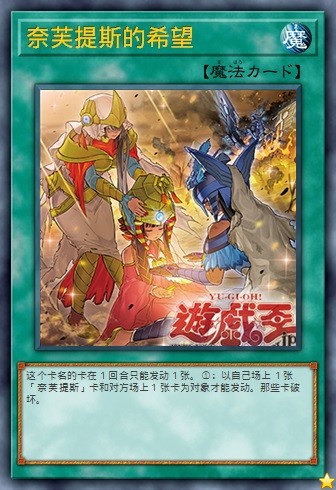 奈芙提斯的希望
魔
【魔法カード】
YU-GI-OH!
遊戯王
这个卡名的卡在１回合只能发动１张。①：以自己场上１张
「奈芙提斯」卡和对方场上１张卡为对象才能发动。那些卡破
坏。